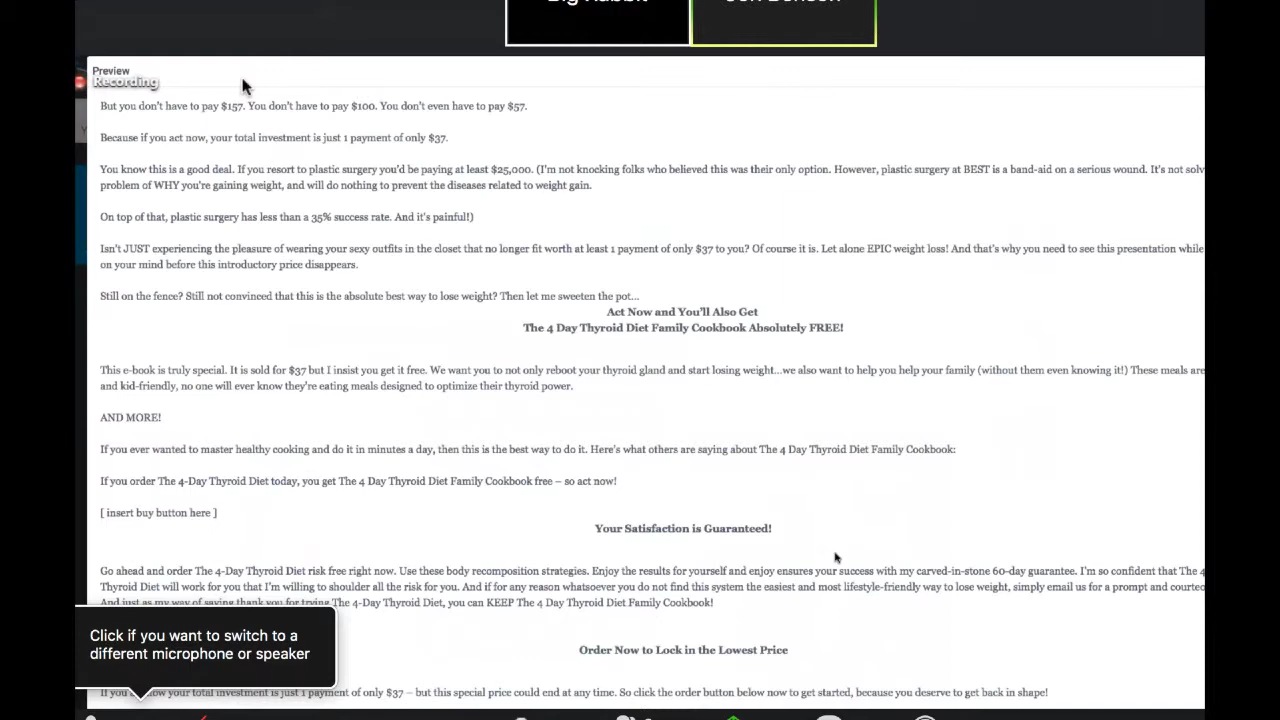 Preview
Recording
But you don't have to pay $157. You don't have to pay $100. You don't even have to pay $57.
Because if you act now, your total investment is just 1 payment of only $37.
You know this is a good deal. If you resort to plastic surgery you'd be paying at least $25,000. (I'm not knocking folks who believed this was their only option. However, plastic surgery at BEST is a band-aid on a serious wound. It's not solv
problem of WHY you're gaining weight, and will do nothing to prevent the diseases related to weight gain.
On top of that, plastic surgery has less than a 35% success rate. And it's painful!)
Isn't JUST experiencing the pleasure of wearing your sexy outfits in the closet that no longer fit worth at least 1 payment of only $37 to you? Of course it is. Let alone EPIC weight loss! And that's why you need to see this presentation while
on your mind before this introductory price disappears.
Still on the fence? Still not convinced that this is the absolute best way to lose weight? Then let me sweeten the pot...
Act Now and You'll Also Get
The 4 Day Thyroid Diet Family Cookbook Absolutely FREE!
This e-book is truly special. It is sold for $37 but I insist you get it free. We want you to not only reboot your thyroid gland and start losing weight...we also want to help you help your family (without them even knowing it!) These meals are
and kid-friendly, no one will ever know they're eating meals designed to optimize their thyroid power.
AND MORE!
If you ever wanted to master healthy cooking and do it in minutes a day, then this is the best way to do it. Here's what others are saying about The 4 Day Thyroid Diet Family Cookbook:
If you order The 4-Day Thyroid Diet today, you get The 4 Day Thyroid Diet Family Cookbook free – so act now!
[ insert buy button here ]
Your Satisfaction is Guaranteed!
Go ahead and order The 4-Day Thyroid Diet risk free right now. Use these body recomposition strategies. Enjoy the results for yourself and enjoy ensures your success with my carved-in-stone 60-day guarantee. I'm so confident that The 4
Thyroid Diet will work for you that I'm willing to shoulder all the risk for you. And if for any reason whatsoever you do not find this system the easiest and most lifestyle-friendly way to lose weight, simply email us for a prompt and courteo
And just as my way of saying thank you for trying The 4-Day Thyroid Diet, you can KEEP The 4 Day Thyroid Diet Family Cookbook!
Click if you want to switch to a
different microphone or speaker
Order Now to Lock in the Lowest Price
If you your total investment is just 1 payment of only $37 – but this special price could end at any time. So click the order button below now to get started, because you deserve to get back in shape!